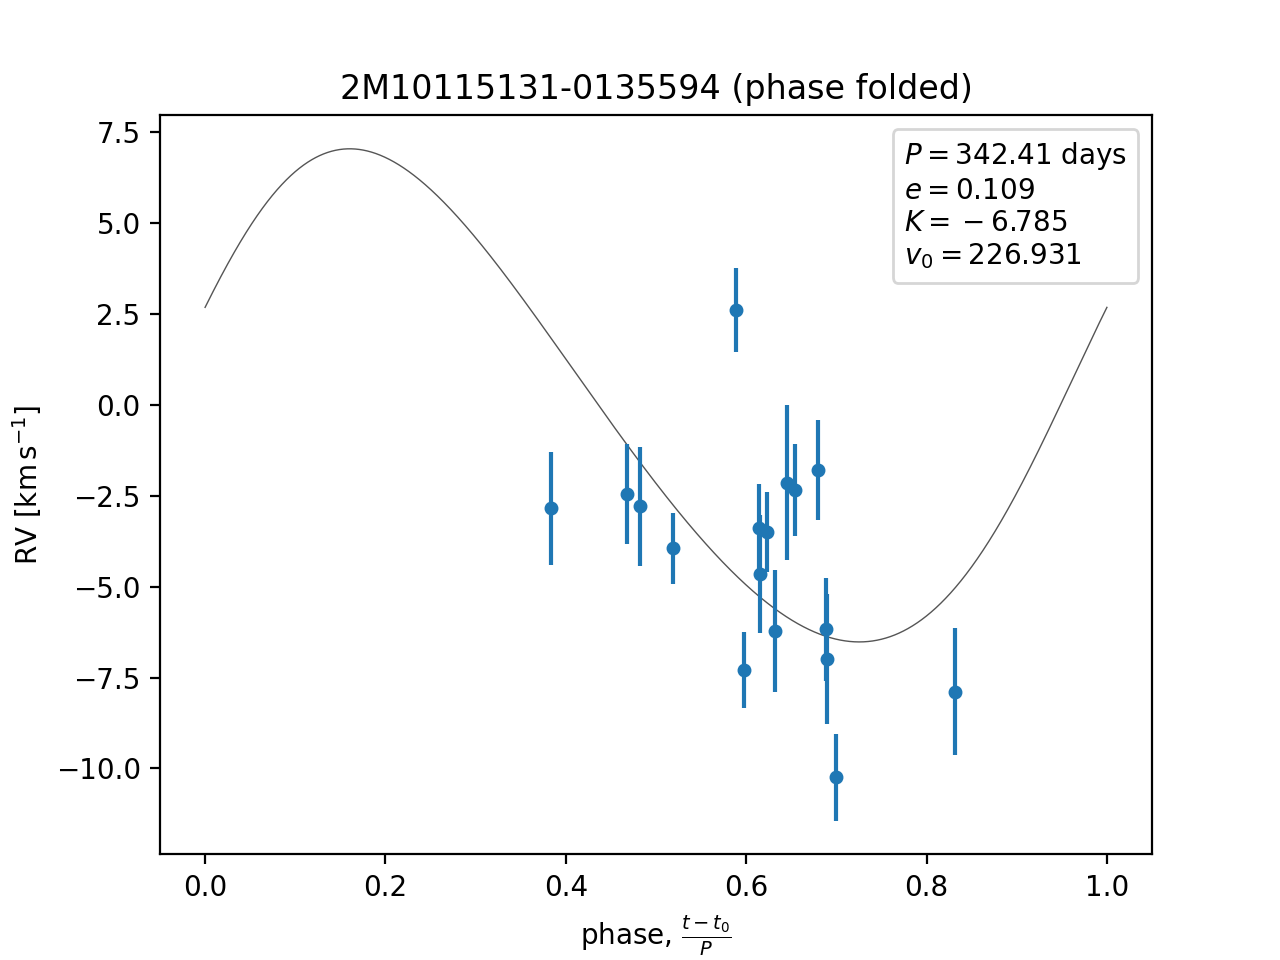 2M10115131-0135594 (phase folded)
P = 342.41 days
e = 0.109
K = −6.785
v₀ = 226.931
RV [km s⁻¹]
7.5
5.0
2.5
0.0
−2.5
−5.0
−7.5
−10.0
0.0 0.2 0.4 0.6 0.8 1.0
phase, (t − t₀)/P